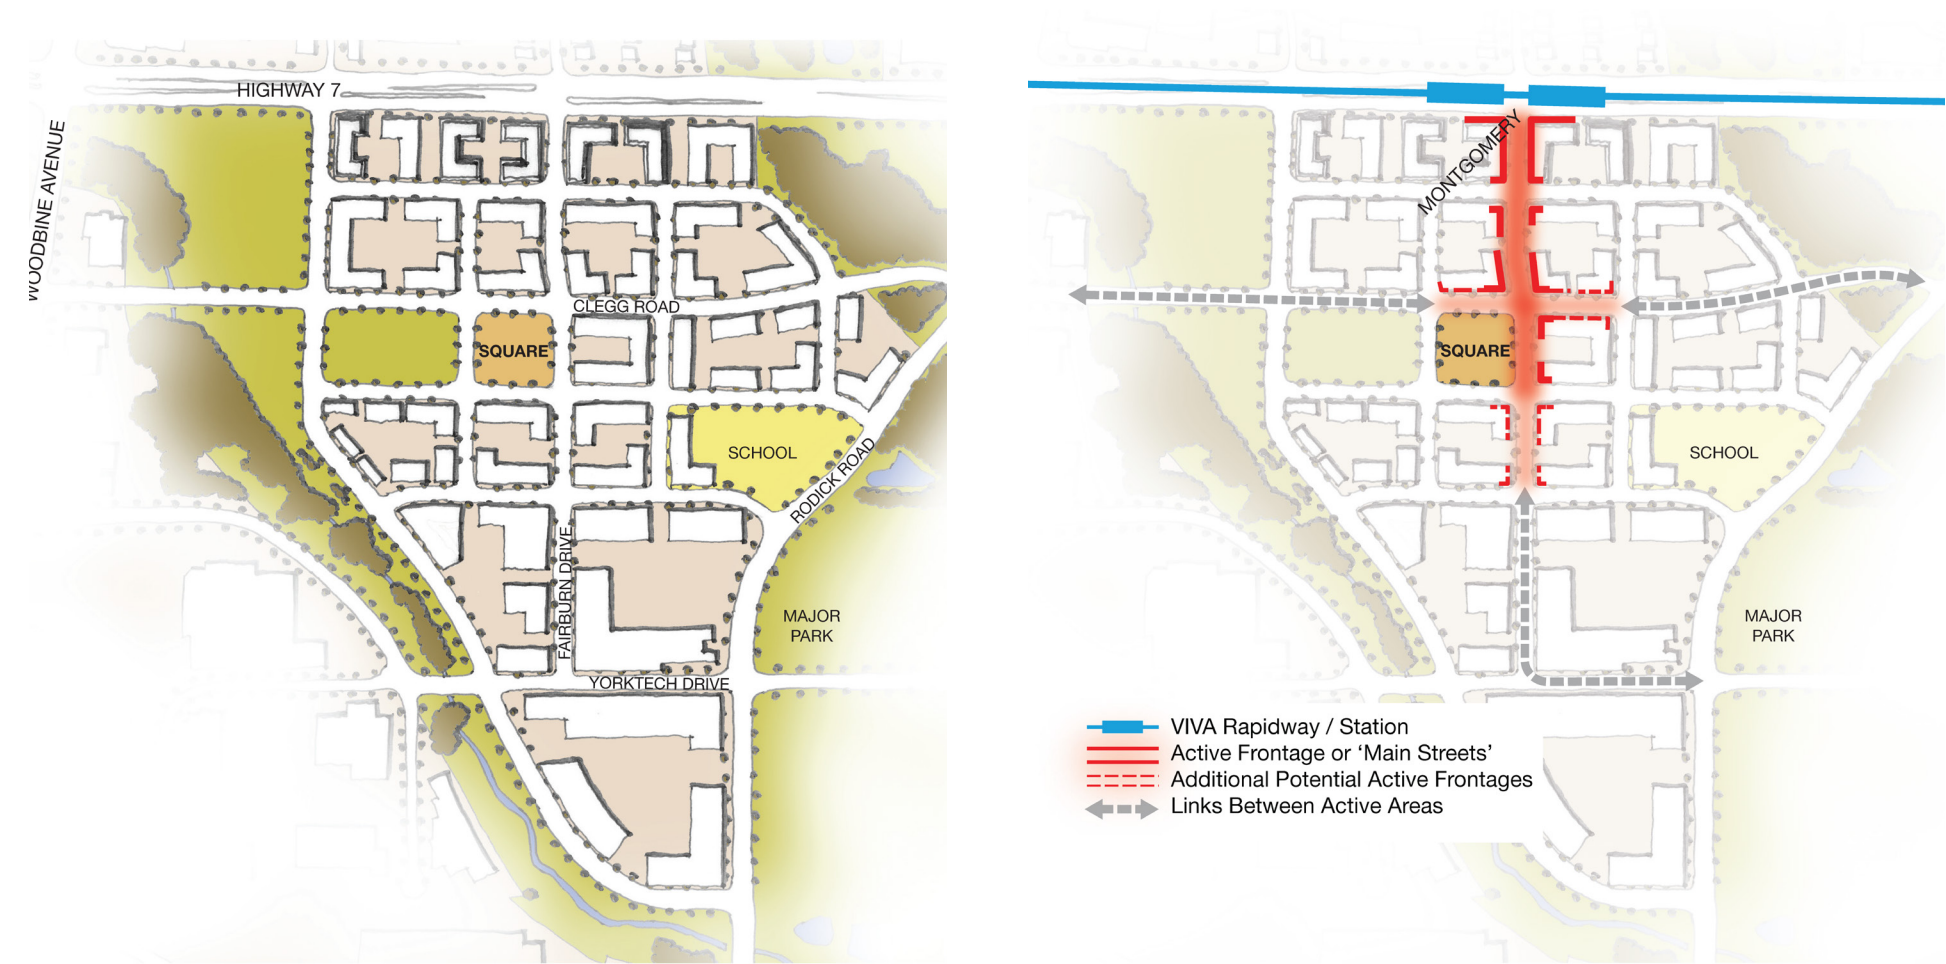 HIGHWAY 7
WOODBINE AVENUE
CLEGG ROAD
SQUARE
SCHOOL
RODICK ROAD
FAIRBURN DRIVE
MAJOR
PARK
YORKTECH DRIVE
MONTGOMERY
SQUARE
SCHOOL
MAJOR
PARK
VIVA Rapidway / Station
Active Frontage or ‘Main Streets’
Additional Potential Active Frontages
Links Between Active Areas